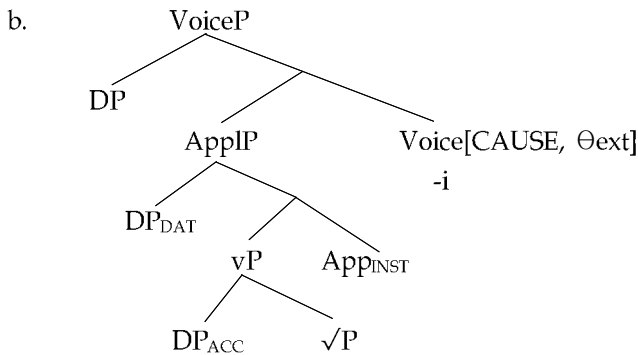 b. VoiceP
DP
ApplP Voice[CAUSE, Θext]
-i
DPDAT
vP AppINST
DPACC √P